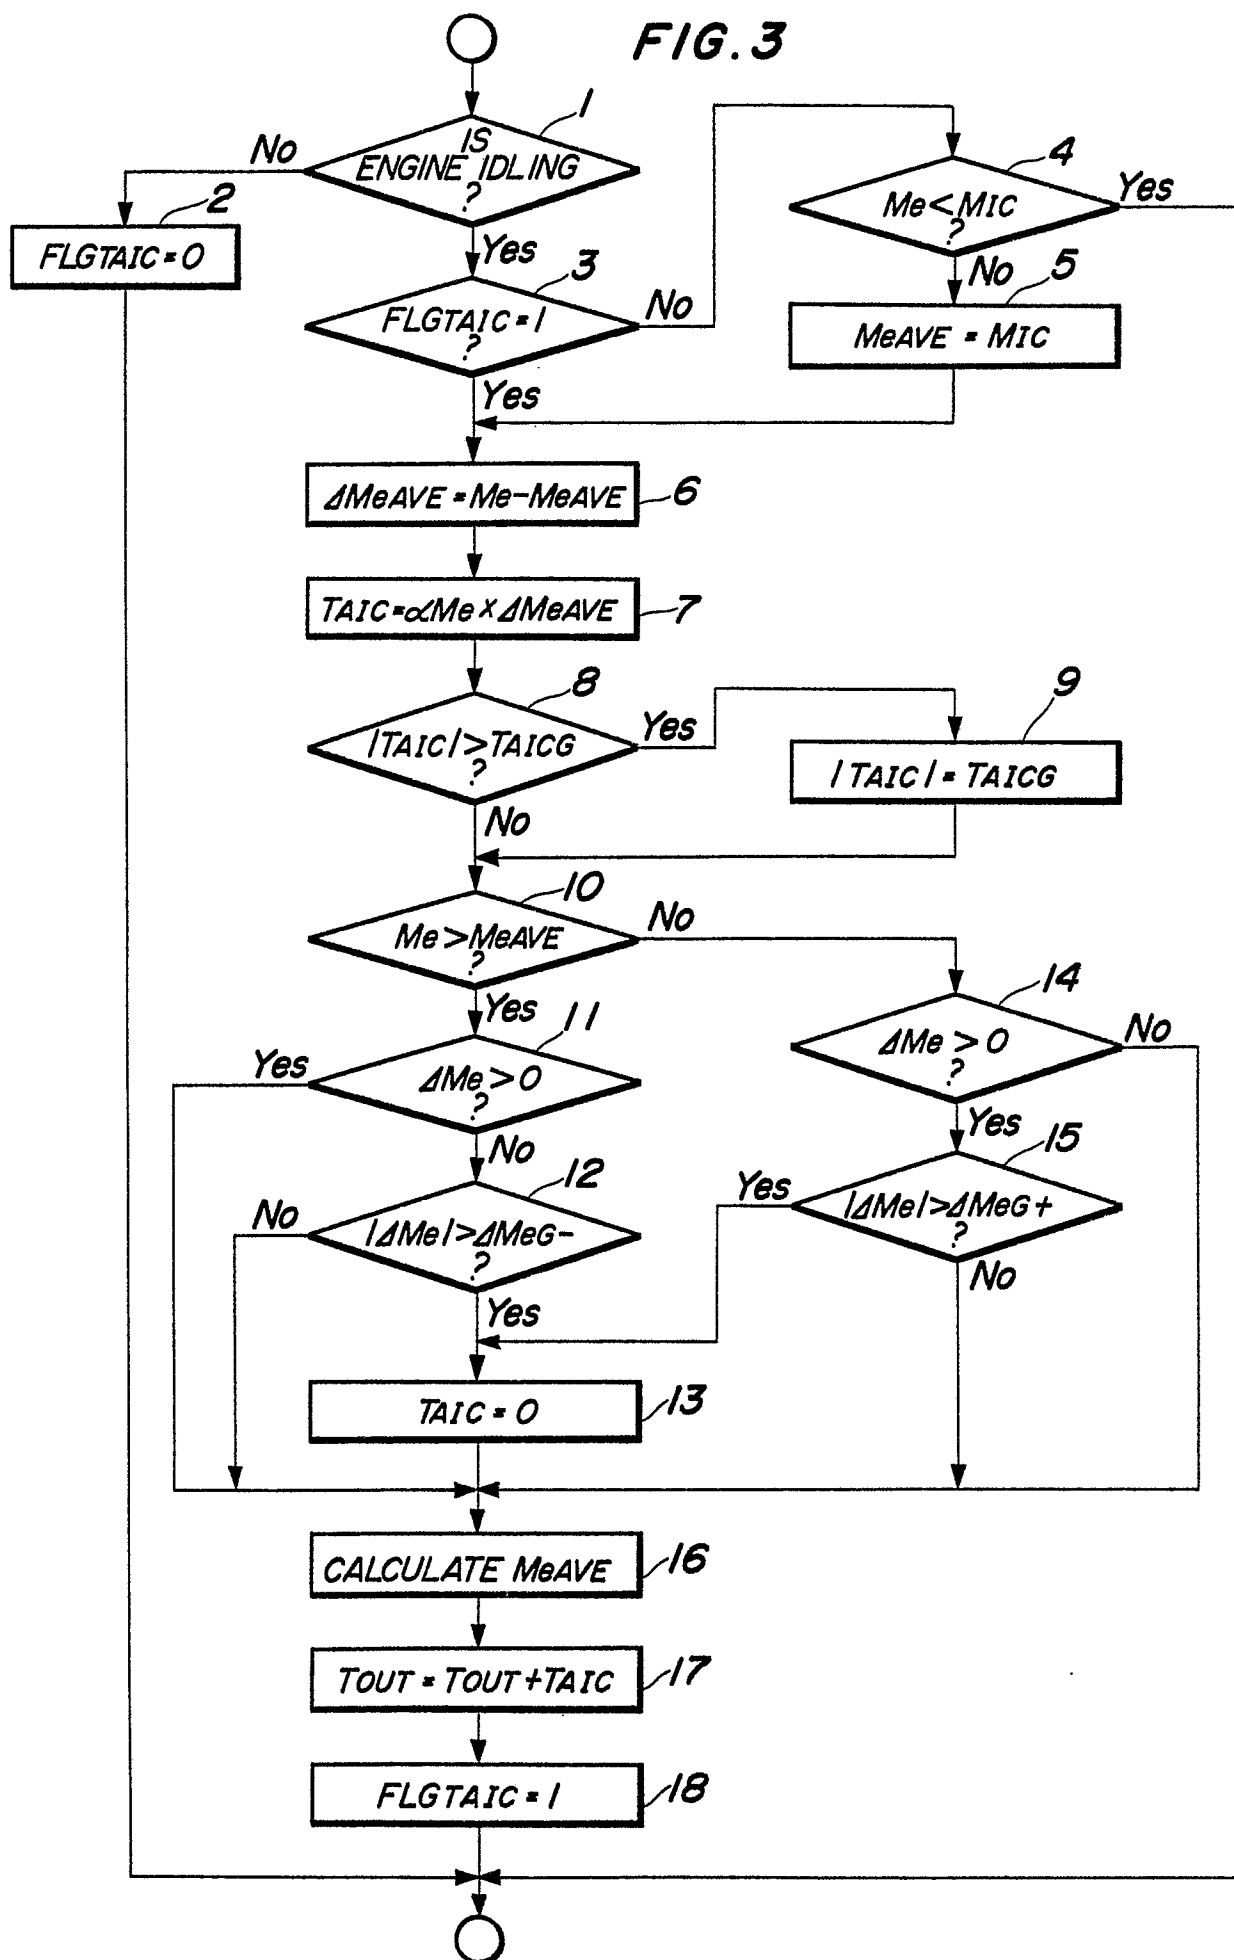 FIG. 3
1
IS
ENGINE IDLING
?
No
Yes
2
FLGTAIC = 0
3
FLGTAIC = 1
?
No
Yes
4
Me < MIC
?
Yes
No
5
MeAVE = MIC
ΔMeAVE = Me - MeAVE
6
TAIC = αMe × ΔMeAVE
7
8
|TAIC| > TAICG
?
Yes
No
9
|TAIC| = TAICG
10
Me > MeAVE
?
No
Yes
11
ΔMe > 0
?
Yes
No
12
|ΔMe| > ΔMeG-
?
No
Yes
14
ΔMe > 0
?
No
Yes
15
|ΔMe| > ΔMeG+
?
Yes
No
TAIC = 0
13
CALCULATE MeAVE
16
TOUT = TOUT + TAIC
17
FLGTAIC = 1
18